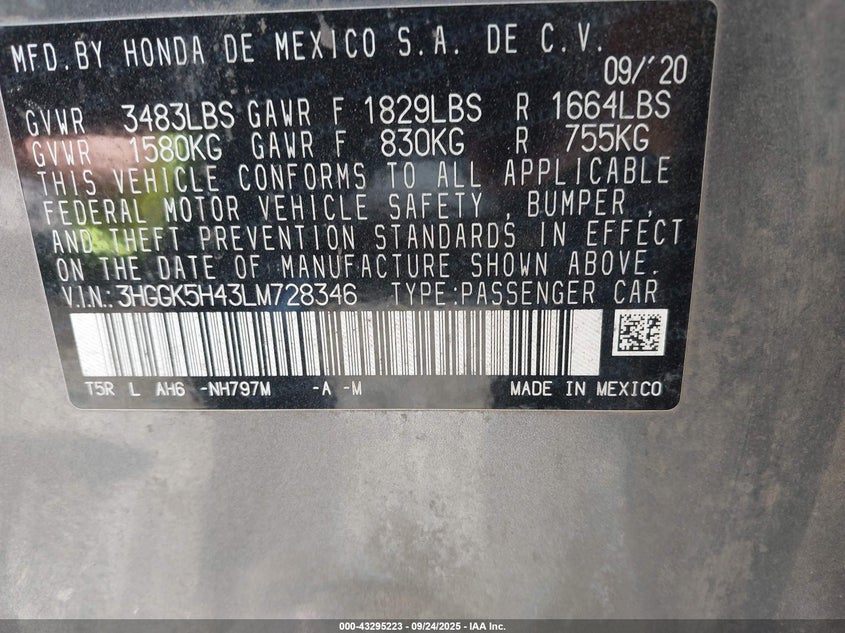 MFD. BY HONDA DE MEXICO S.A. DE C.V.
09/'20
GVWR 3483LBS GAWR F 1829LBS R 1664LBS
GVWR 1580KG GAWR F 830KG R 755KG
THIS VEHICLE CONFORMS TO ALL APPLICABLE
FEDERAL MOTOR VEHICLE SAFETY, BUMPER,
AND THEFT PREVENTION STANDARDS IN EFFECT
ON THE DATE OF MANUFACTURE SHOWN ABOVE.
V.I.N.:3HGGK5H43LM728346 TYPE:PASSENGER CAR
T5R L AH6 -NH797M -A -M MADE IN MEXICO
000-43295223 - 09/24/2025 - IAA Inc.